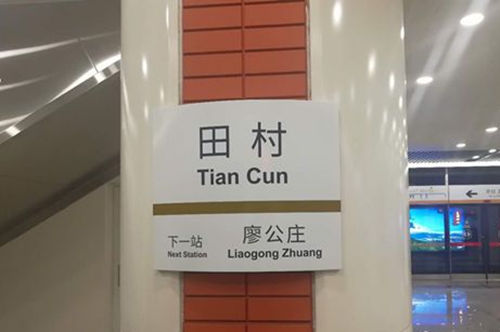 田村
Tian Cun
下一站
Next Station
廖公庄
Liaogong Zhuang